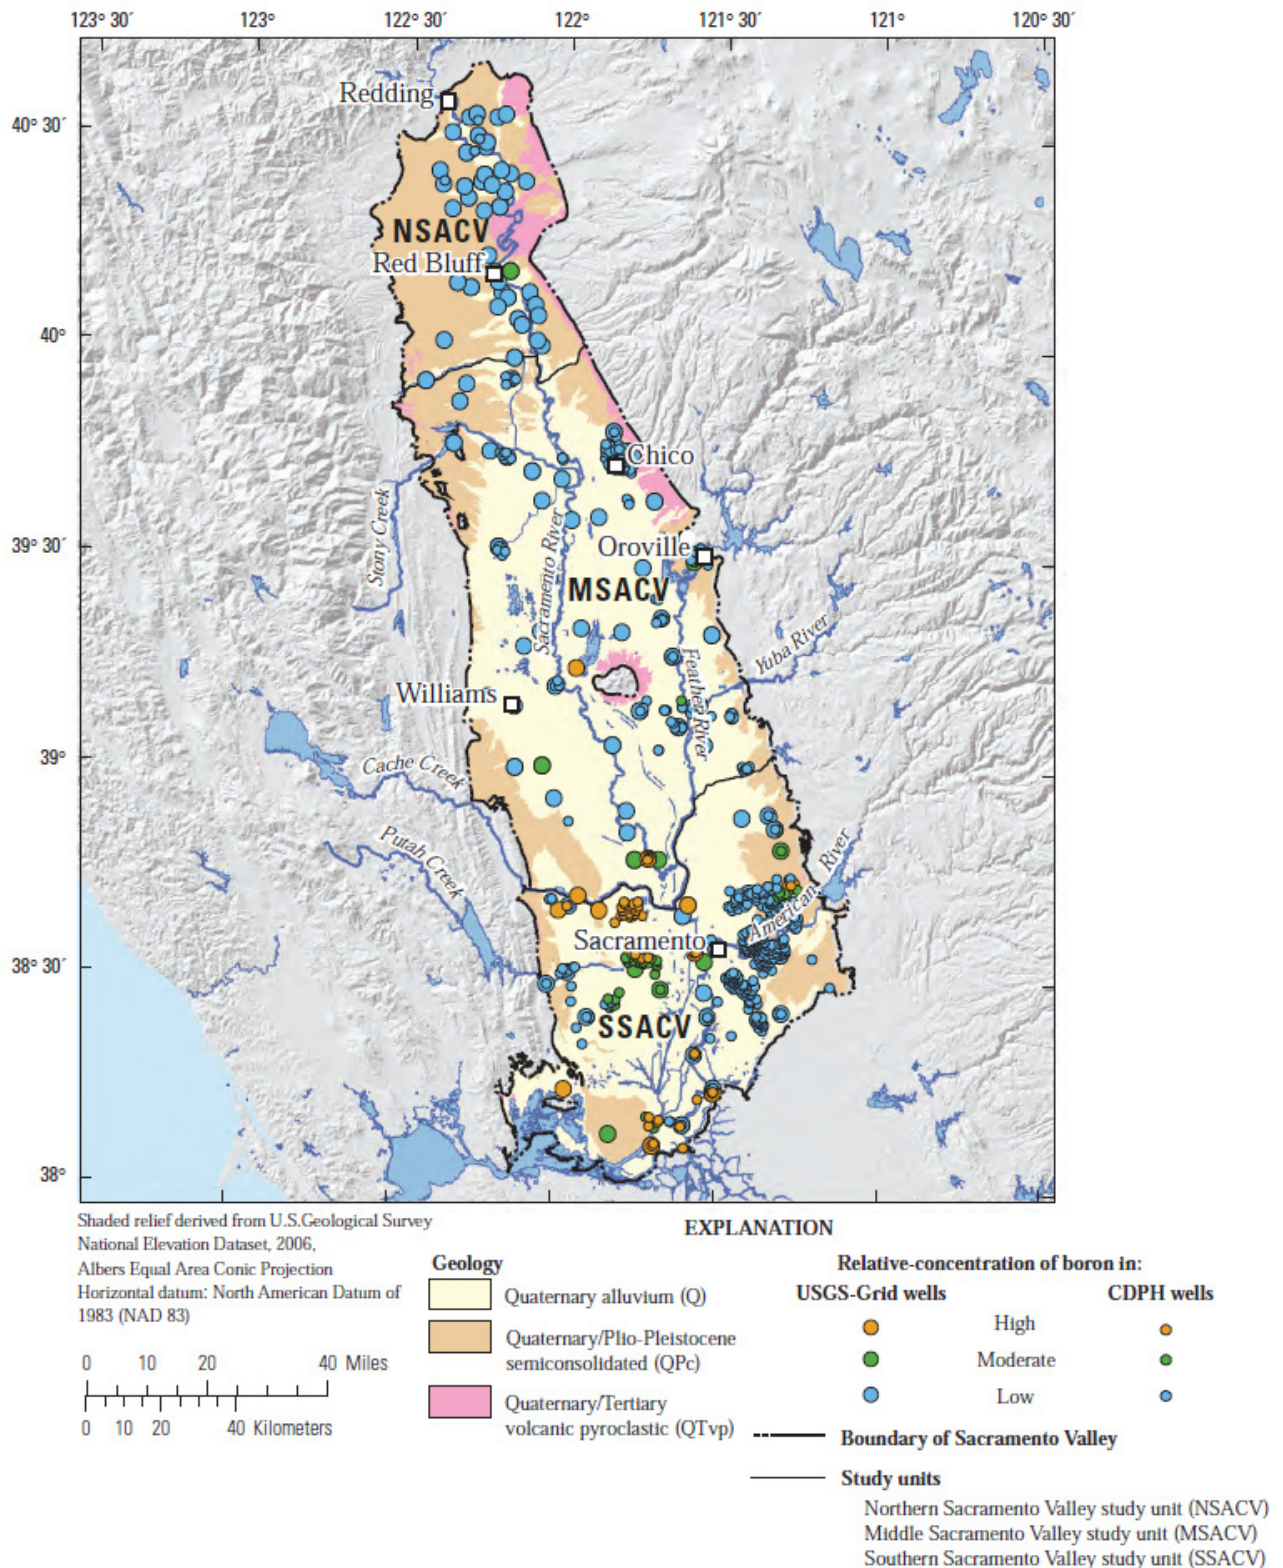 123° 30´ 123° 122° 30´ 122° 121° 30´ 121° 120° 30´
40° 30´
40°
39° 30´
39°
38° 30´
38°
Redding
NSACV
Red Bluff
Chico
Stony Creek
Sacramento River
Oroville
MSACV
Feather River
Yuba River
Williams
Cache Creek
Putah Creek
American River
Sacramento
SSACV
Shaded relief derived from U.S.Geological Survey
National Elevation Dataset, 2006,
Albers Equal Area Conic Projection
Horizontal datum: North American Datum of
1983 (NAD 83)
0 10 20 40 Miles
0 10 20 40 Kilometers
EXPLANATION
Geology
Quaternary alluvium (Q)
Quaternary/Plio-Pleistocene
semiconsolidated (QPc)
Quaternary/Tertiary
volcanic pyroclastic (QTvp)
Relative-concentration of boron in:
USGS-Grid wells CDPH wells
High
Moderate
Low
Boundary of Sacramento Valley
Study units
Northern Sacramento Valley study unit (NSACV)
Middle Sacramento Valley study unit (MSACV)
Southern Sacramento Valley study unit (SSACV)